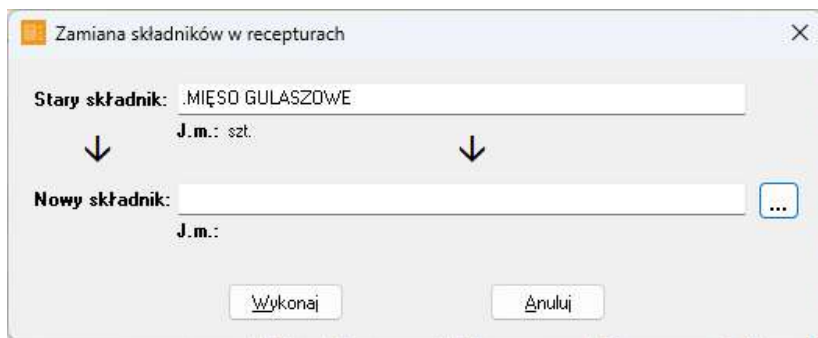 Zamiana składników w recepturach
Stary składnik: .MIĘSO GULASZOWE
J.m.: szt.
Nowy składnik: ...
J.m.:
Wykonaj Anuluj